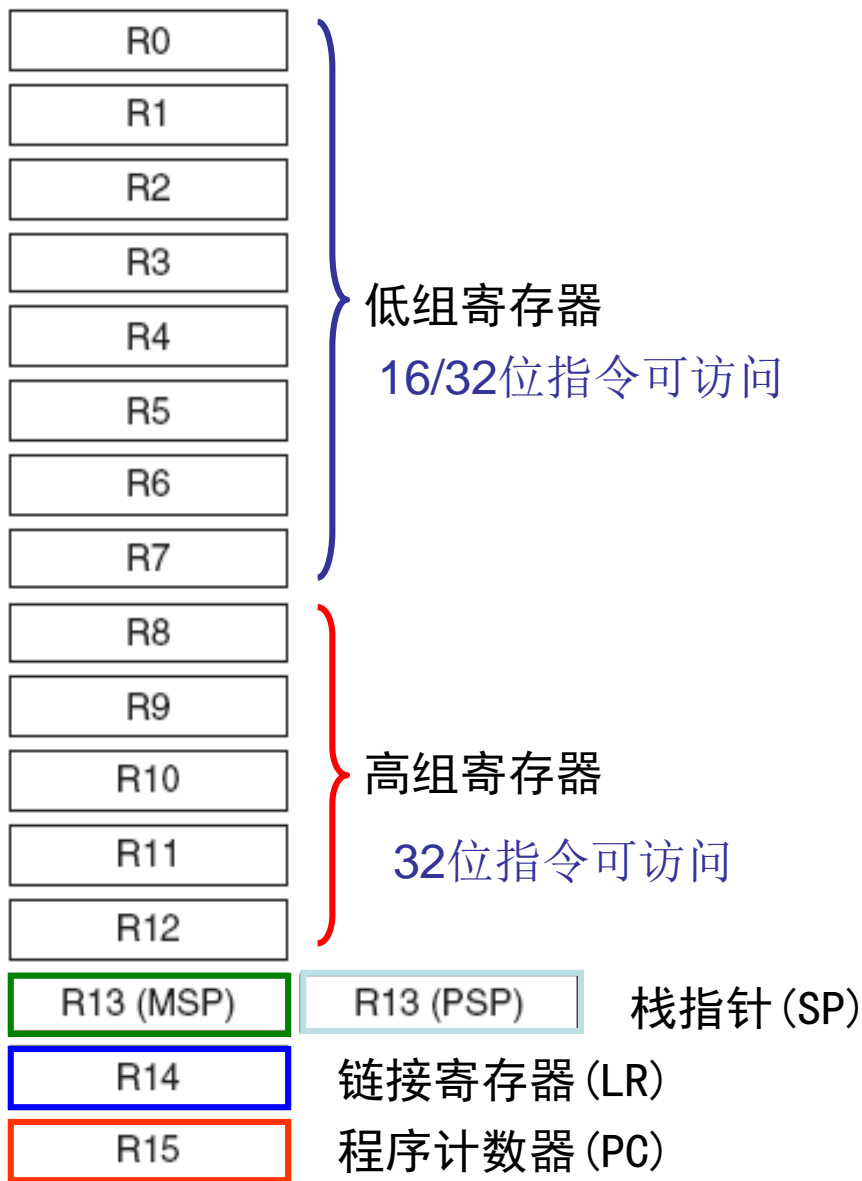 R0
R1
R2
R3
低组寄存器
R4
16/32位指令可访问
R5
R6
R7
R8
R9
R10
高组寄存器
R11
32位指令可访问
R12
R13 (MSP) R13 (PSP) 栈指针(SP)
R14 链接寄存器(LR)
R15 程序计数器(PC)